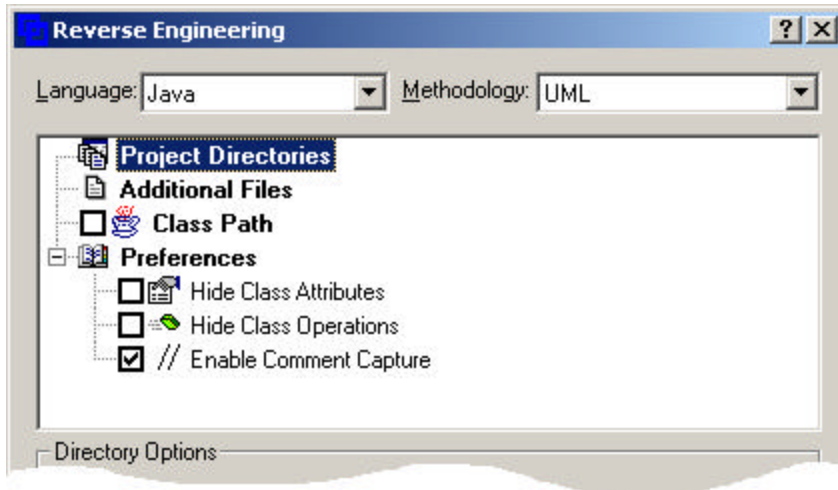 Reverse Engineering
Language: Java Methodology: UML
Project Directories
Additional Files
Class Path
Preferences
Hide Class Attributes
Hide Class Operations
// Enable Comment Capture
Directory Options